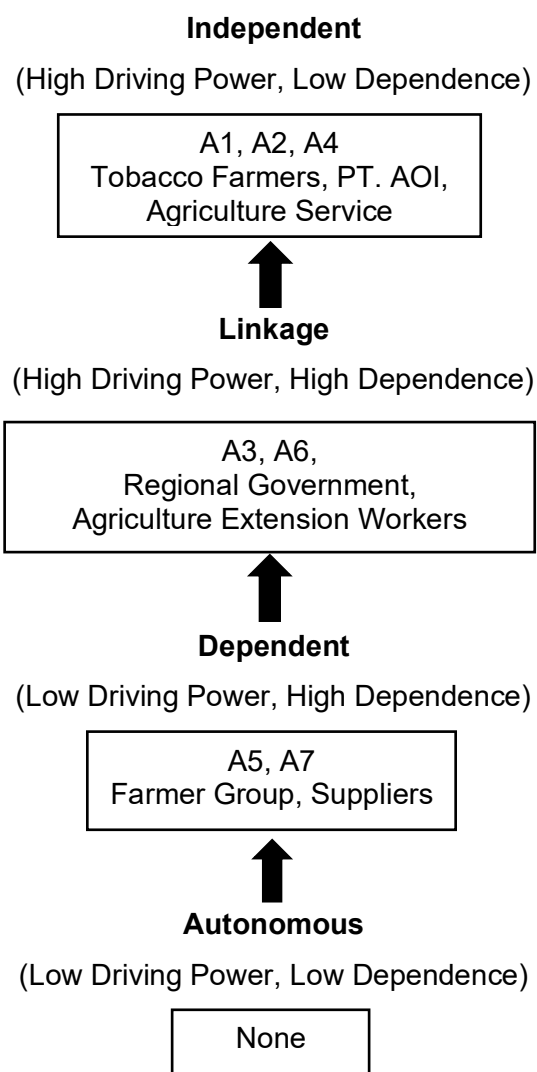 Independent
(High Driving Power, Low Dependence)
A1, A2, A4
Tobacco Farmers, PT. AOI,
Agriculture Service
Linkage
(High Driving Power, High Dependence)
A3, A6,
Regional Government,
Agriculture Extension Workers
Dependent
(Low Driving Power, High Dependence)
A5, A7
Farmer Group, Suppliers
Autonomous
(Low Driving Power, Low Dependence)
None